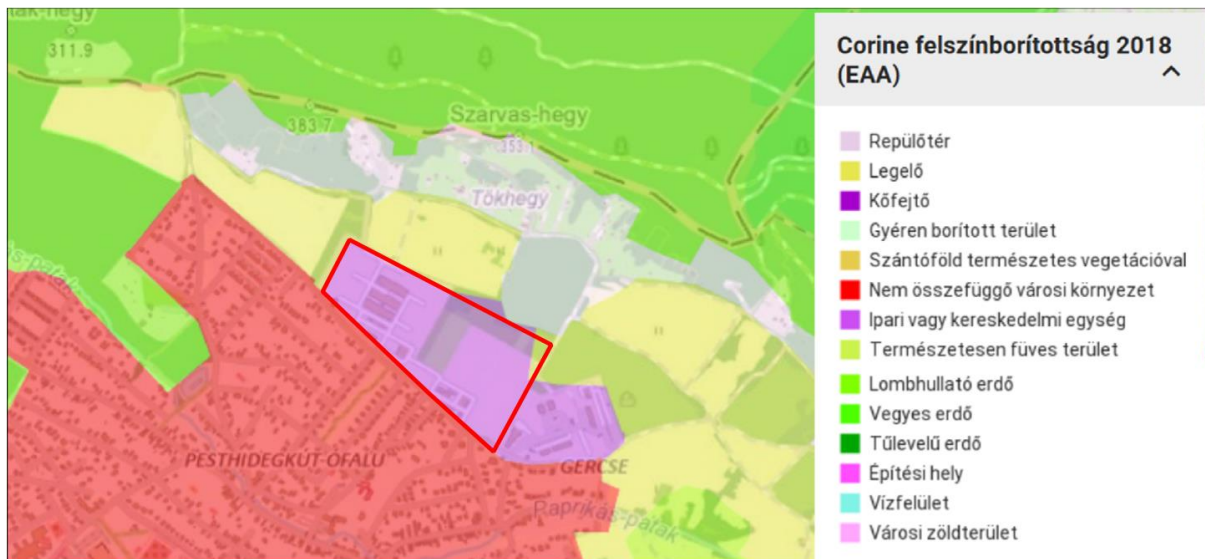 311.9
383.7
Szarvas-hegy
353.1
Tökhegy
PESTHIDEGKÚT-ÓFALU
GERCSE
Paprikás-patak
Corine felszínborítottság 2018
(EAA)
Repülőtér
Legelő
Kőfejtő
Gyéren borított terület
Szántóföld természetes vegetációval
Nem összefüggő városi környezet
Ipari vagy kereskedelmi egység
Természetesen füves terület
Lombhullató erdő
Vegyes erdő
Tűlevelű erdő
Építési hely
Vízfelület
Városi zöldterület